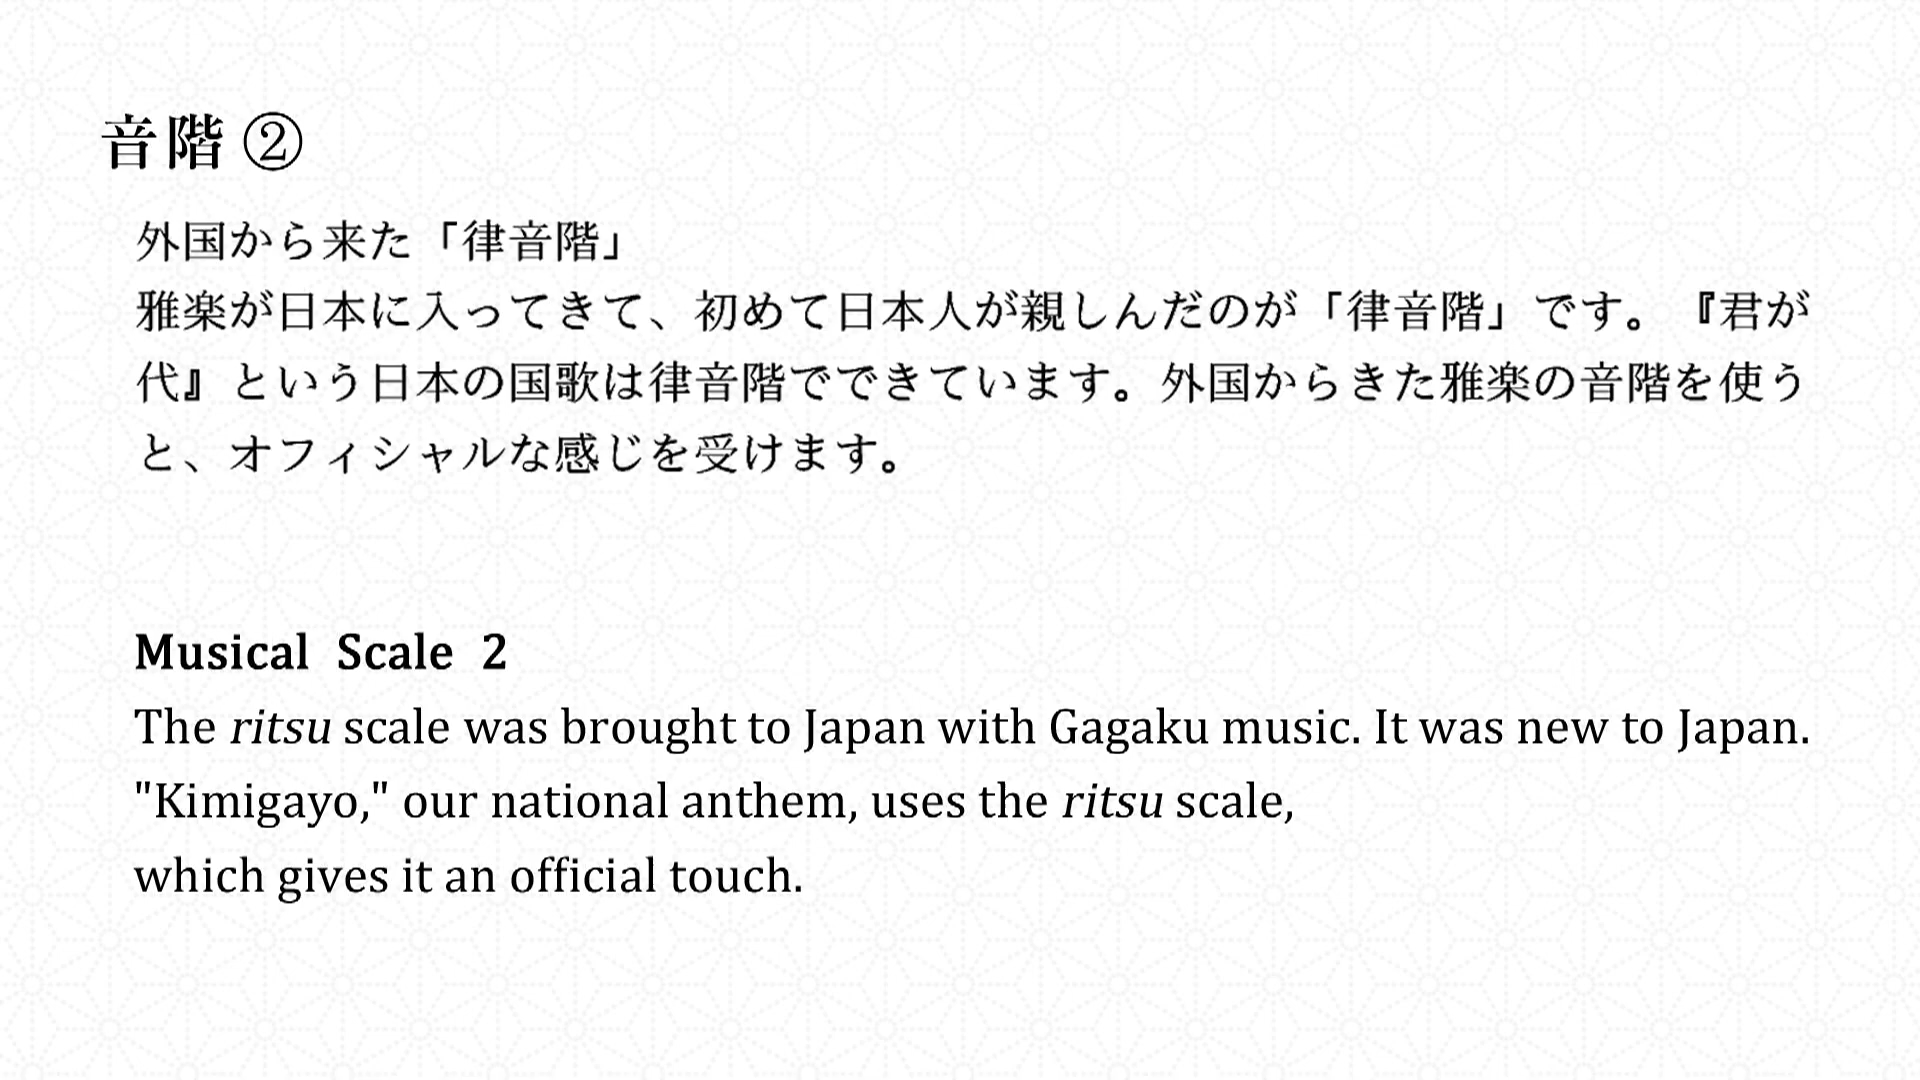 音階②
外国から来た「律音階」
雅楽が日本に入ってきて、初めて日本人が親しんだのが「律音階」です。『君が
代』という日本の国歌は律音階でできています。外国からきた雅楽の音階を使う
と、オフィシャルな感じを受けます。
Musical Scale 2
The ritsu scale was brought to Japan with Gagaku music. It was new to Japan.
"Kimigayo," our national anthem, uses the ritsu scale,
which gives it an official touch.